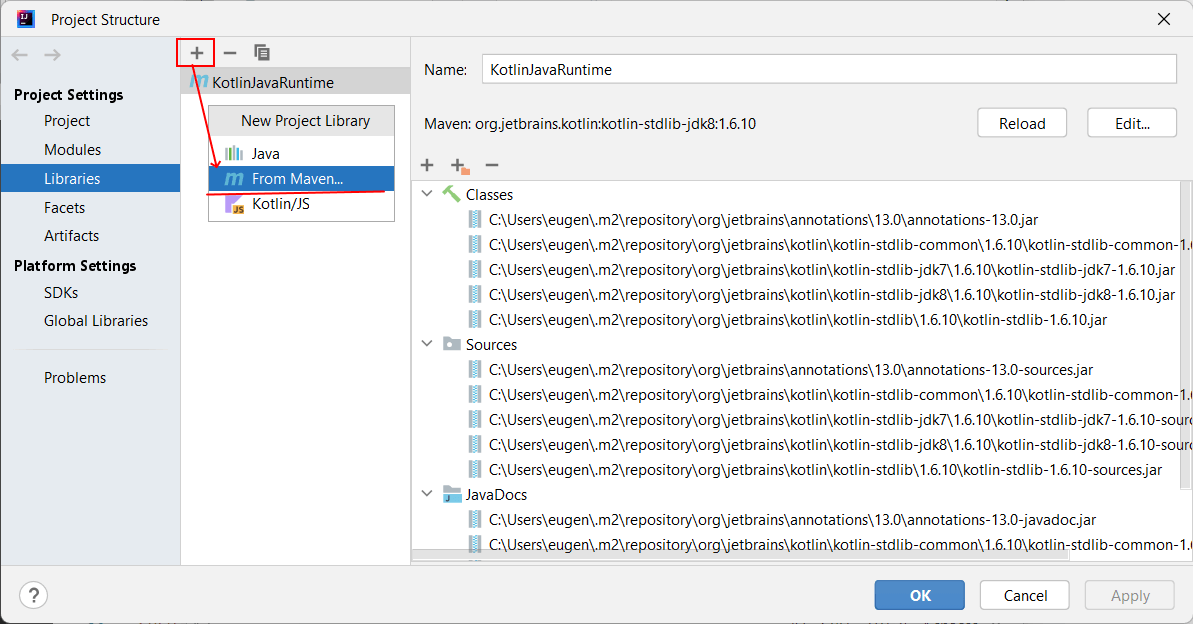 Project Structure
Project Settings
Project
Modules
Libraries
Facets
Artifacts
Platform Settings
SDKs
Global Libraries
Problems
KotlinJavaRuntime
New Project Library
Java
From Maven...
Kotlin/JS
Name: KotlinJavaRuntime
Maven: org.jetbrains.kotlin:kotlin-stdlib-jdk8:1.6.10
Reload
Edit...
Classes
C:\Users\eugen\.m2\repository\org\jetbrains\annotations\13.0\annotations-13.0.jar
C:\Users\eugen\.m2\repository\org\jetbrains\kotlin\kotlin-stdlib-common\1.6.10\kotlin-stdlib-common-1.6
C:\Users\eugen\.m2\repository\org\jetbrains\kotlin\kotlin-stdlib-jdk7\1.6.10\kotlin-stdlib-jdk7-1.6.10.jar
C:\Users\eugen\.m2\repository\org\jetbrains\kotlin\kotlin-stdlib-jdk8\1.6.10\kotlin-stdlib-jdk8-1.6.10.jar
C:\Users\eugen\.m2\repository\org\jetbrains\kotlin\kotlin-stdlib\1.6.10\kotlin-stdlib-1.6.10.jar
Sources
C:\Users\eugen\.m2\repository\org\jetbrains\annotations\13.0\annotations-13.0-sources.jar
C:\Users\eugen\.m2\repository\org\jetbrains\kotlin\kotlin-stdlib-common\1.6.10\kotlin-stdlib-common-1.6
C:\Users\eugen\.m2\repository\org\jetbrains\kotlin\kotlin-stdlib-jdk7\1.6.10\kotlin-stdlib-jdk7-1.6.10-sour
C:\Users\eugen\.m2\repository\org\jetbrains\kotlin\kotlin-stdlib-jdk8\1.6.10\kotlin-stdlib-jdk8-1.6.10-sour
C:\Users\eugen\.m2\repository\org\jetbrains\kotlin\kotlin-stdlib\1.6.10\kotlin-stdlib-1.6.10-sources.jar
JavaDocs
C:\Users\eugen\.m2\repository\org\jetbrains\annotations\13.0\annotations-13.0-javadoc.jar
C:\Users\eugen\.m2\repository\org\jetbrains\kotlin\kotlin-stdlib-common\1.6.10\kotlin-stdlib-common-1.6
?
OK
Cancel
Apply